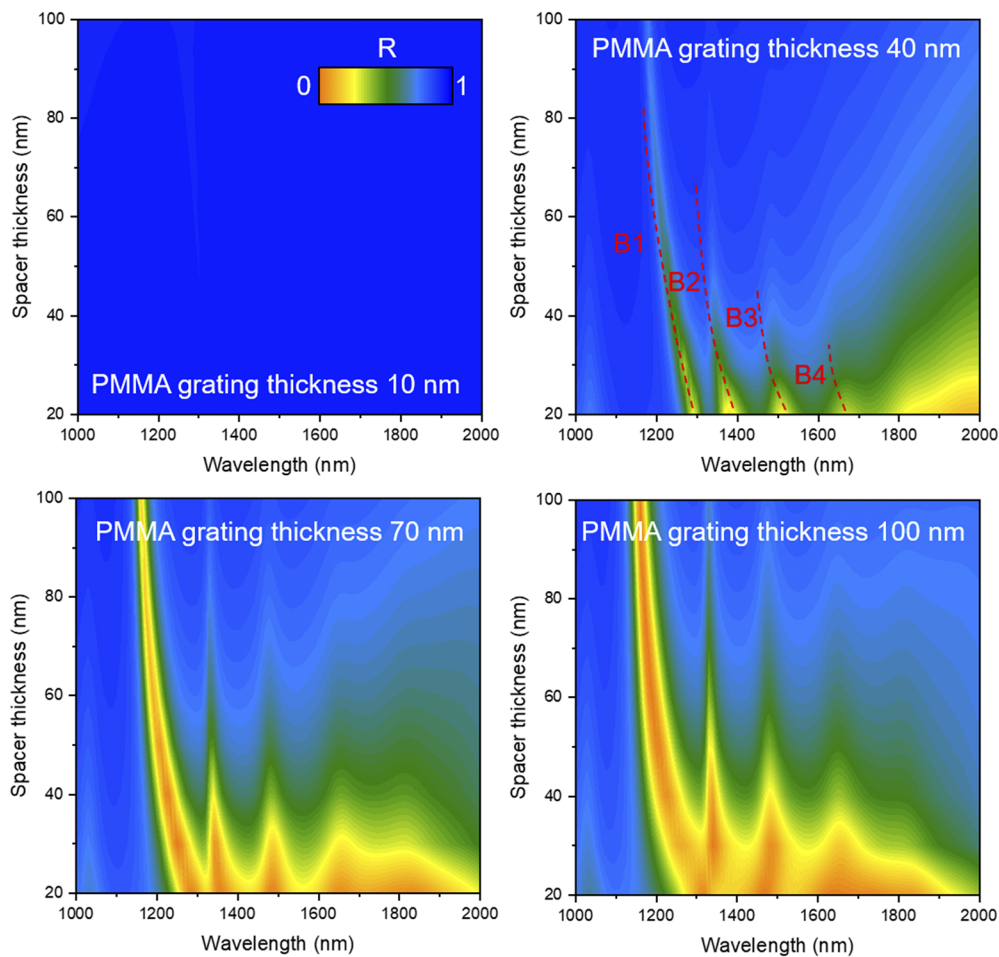 100
80
60
40
20
Spacer thickness (nm)
R
0
1
PMMA grating thickness 10 nm
1000
1200
1400
1600
1800
2000
Wavelength (nm)
100
80
60
40
20
Spacer thickness (nm)
PMMA grating thickness 40 nm
B1
B2
B3
B4
1000
1200
1400
1600
1800
2000
Wavelength (nm)
100
80
60
40
20
Spacer thickness (nm)
PMMA grating thickness 70 nm
1000
1200
1400
1600
1800
2000
Wavelength (nm)
100
80
60
40
20
Spacer thickness (nm)
PMMA grating thickness 100 nm
1000
1200
1400
1600
1800
2000
Wavelength (nm)